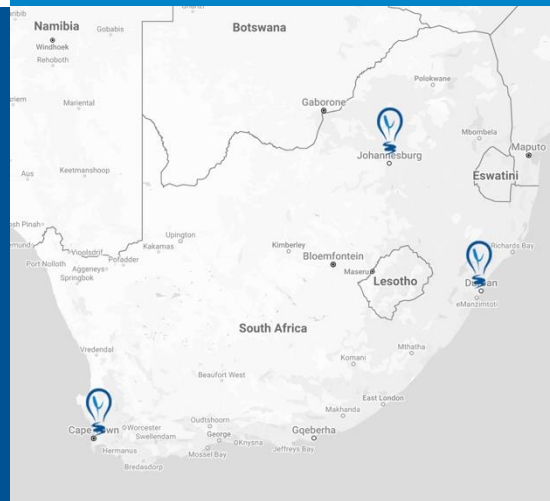 Namibia
Gobabis
Botswana
Windhoek
Rehoboth
Polokwane
Mariental
Gaborone
Mbombela
Johannesburg
Maputo
Aus
Keetmanshoop
Eswatini
Upington
Kimberley
Richards Bay
Vioolsdrif
Kakamas
Bloemfontein
Port Nolloth
Pofadder
Aggeneys
Maseru
Lesotho
Springbok
eManzimtoti
South Africa
Vredendal
Mthatha
Komani
Beaufort West
East London
Makhanda
Oudtshoorn
Worcester
George
Gqeberha
Swellendam
Knysna
Hermanus
Mossel Bay
Jeffreys Bay
Bredasdorp